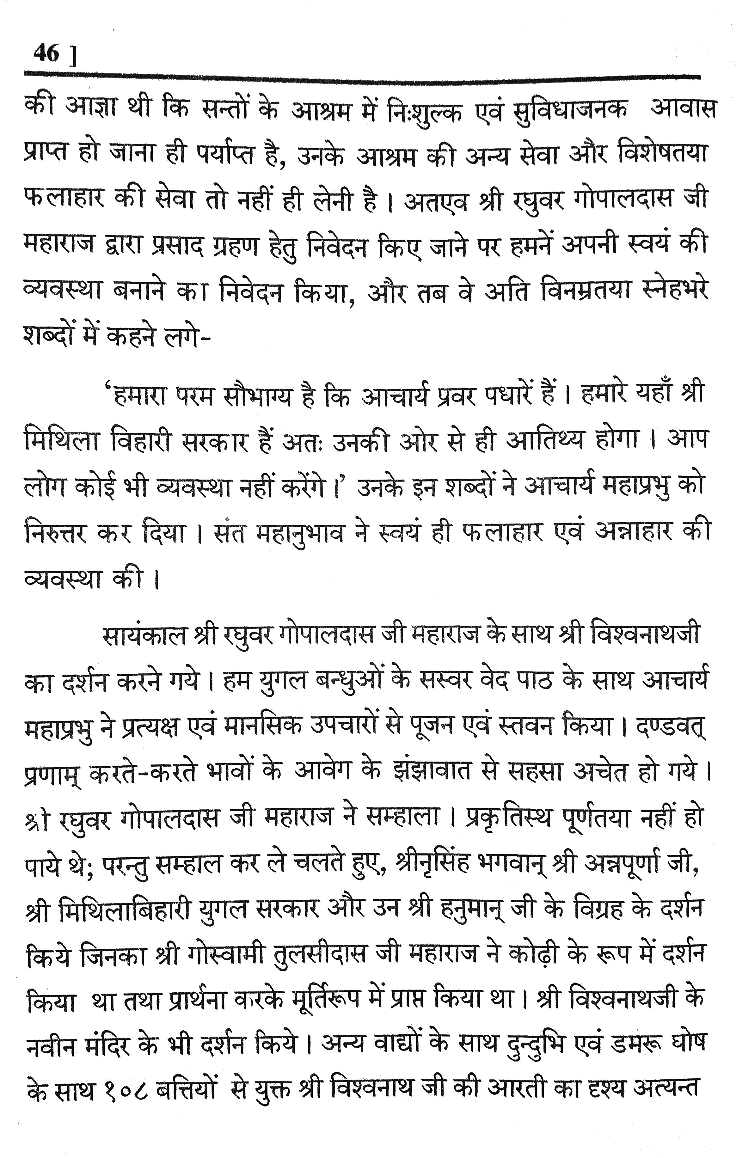 46 ]
की आज्ञा थी कि सन्तों के आश्रम में निःशुल्क एवं सुविधाजनक आवास
प्राप्त हो जाना ही पर्याप्त है, उनके आश्रम की अन्य सेवा और विशेषतया
फलाहार की सेवा तो नहीं ही लेनी है । अतएव श्री रघुवर गोपालदास जी
महाराज द्वारा प्रसाद ग्रहण हेतु निवेदन किए जाने पर हमनें अपनी स्वयं की
व्यवस्था बनाने का निवेदन किया, और तब वे अति विनम्रतया स्नेहभरे
शब्दों में कहने लगे-
‘हमारा परम सौभाग्य है कि आचार्य प्रवर पधारें हैं । हमारे यहाँ श्री
मिथिला विहारी सरकार हैं अतः उनकी ओर से ही आतिथ्य होगा । आप
लोग कोई भी व्यवस्था नहीं करेंगे ।’ उनके इन शब्दों ने आचार्य महाप्रभु को
निरुत्तर कर दिया । संत महानुभाव ने स्वयं ही फलाहार एवं अन्नाहार की
व्यवस्था की ।
सायंकाल श्री रघुवर गोपालदास जी महाराज के साथ श्री विश्वनाथजी
का दर्शन करने गये । हम युगल बन्धुओं के सस्वर वेद पाठ के साथ आचार्य
महाप्रभु ने प्रत्यक्ष एवं मानसिक उपचारों से पूजन एवं स्तवन किया । दण्डवत्
प्रणाम् करते-करते भावों के आवेग के झंझावात से सहसा अचेत हो गये ।
श्री रघुवर गोपालदास जी महाराज ने सम्हाला । प्रकृतिस्थ पूर्णतया नहीं हो
पाये थे; परन्तु सम्हाल कर ले चलते हुए, श्रीनृसिंह भगवान् श्री अन्नपूर्णा जी,
श्री मिथिलाबिहारी युगल सरकार और उन श्री हनुमान् जी के विग्रह के दर्शन
किये जिनका श्री गोस्वामी तुलसीदास जी महाराज ने कोढ़ी के रूप में दर्शन
किया था तथा प्रार्थना करके मूर्तिरूप में प्राप्त किया था । श्री विश्वनाथजी के
नवीन मंदिर के भी दर्शन किये । अन्य वाद्यों के साथ दुन्दुभि एवं डमरू घोष
के साथ १०८ बत्तियों से युक्त श्री विश्वनाथ जी की आरती का दृश्य अत्यन्त